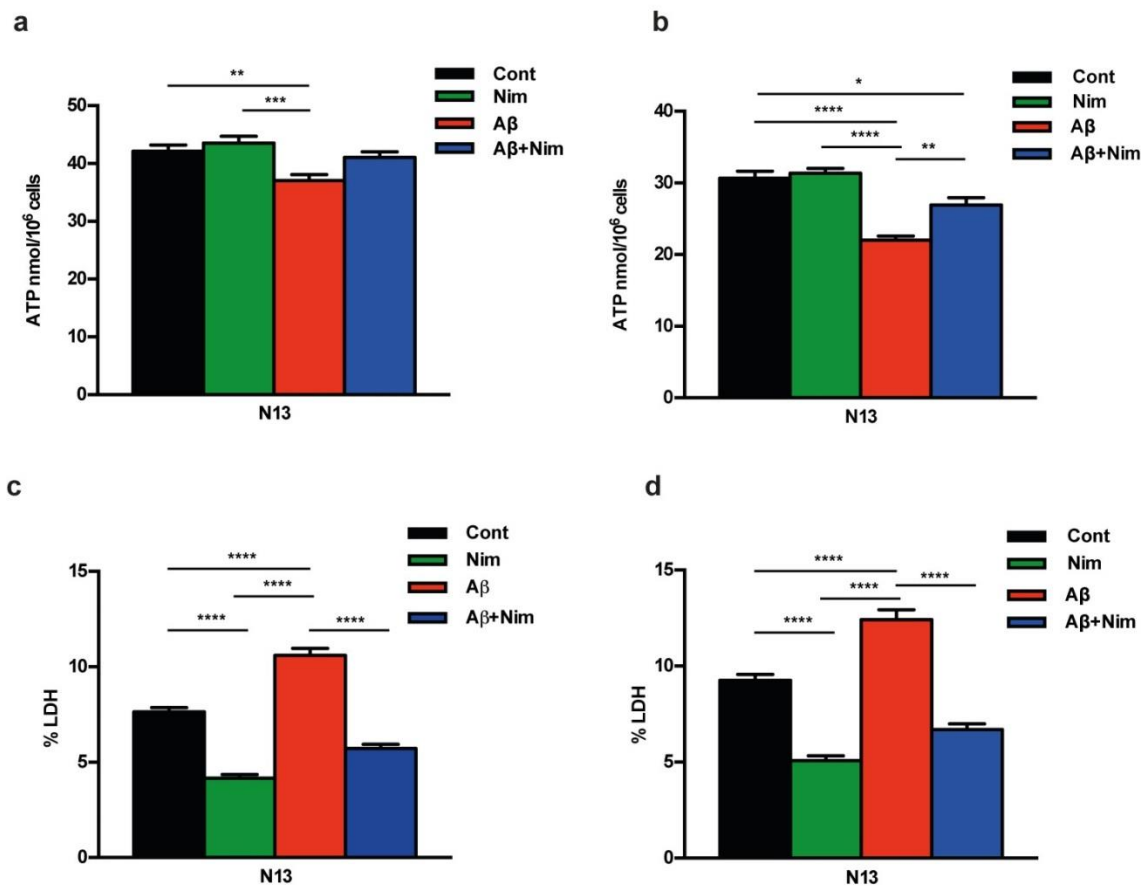 a
Cont
Nim
Aβ
Aβ+Nim
**
***
50
40
30
20
10
0
ATP nmol/10⁶ cells
N13
b
Cont
Nim
Aβ
Aβ+Nim
*
****
****
**
40
30
20
10
0
ATP nmol/10⁶ cells
N13
c
Cont
Nim
Aβ
Aβ+Nim
****
****
****
****
15
10
5
0
% LDH
N13
d
Cont
Nim
Aβ
Aβ+Nim
****
****
****
****
15
10
5
0
% LDH
N13